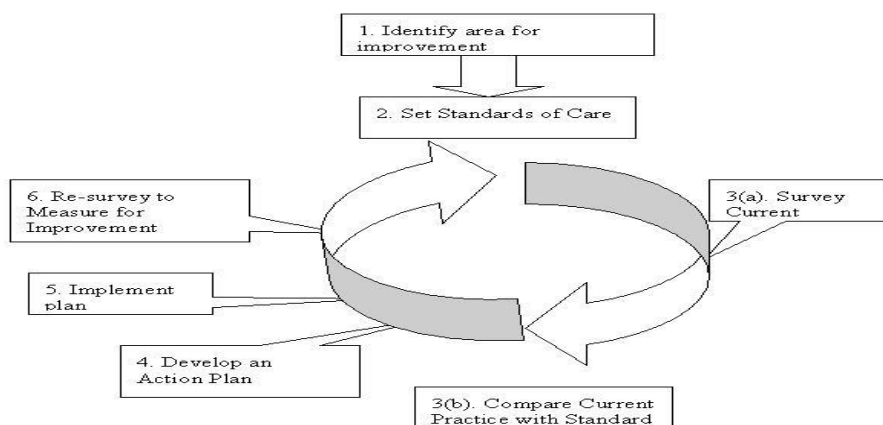 1. Identify area for
improvement
2. Set Standards of Care
3(a). Survey
Current
3(b). Compare Current
Practice with Standard
4. Develop an
Action Plan
5. Implement
plan
6. Re-survey to
Measure for
Improvement